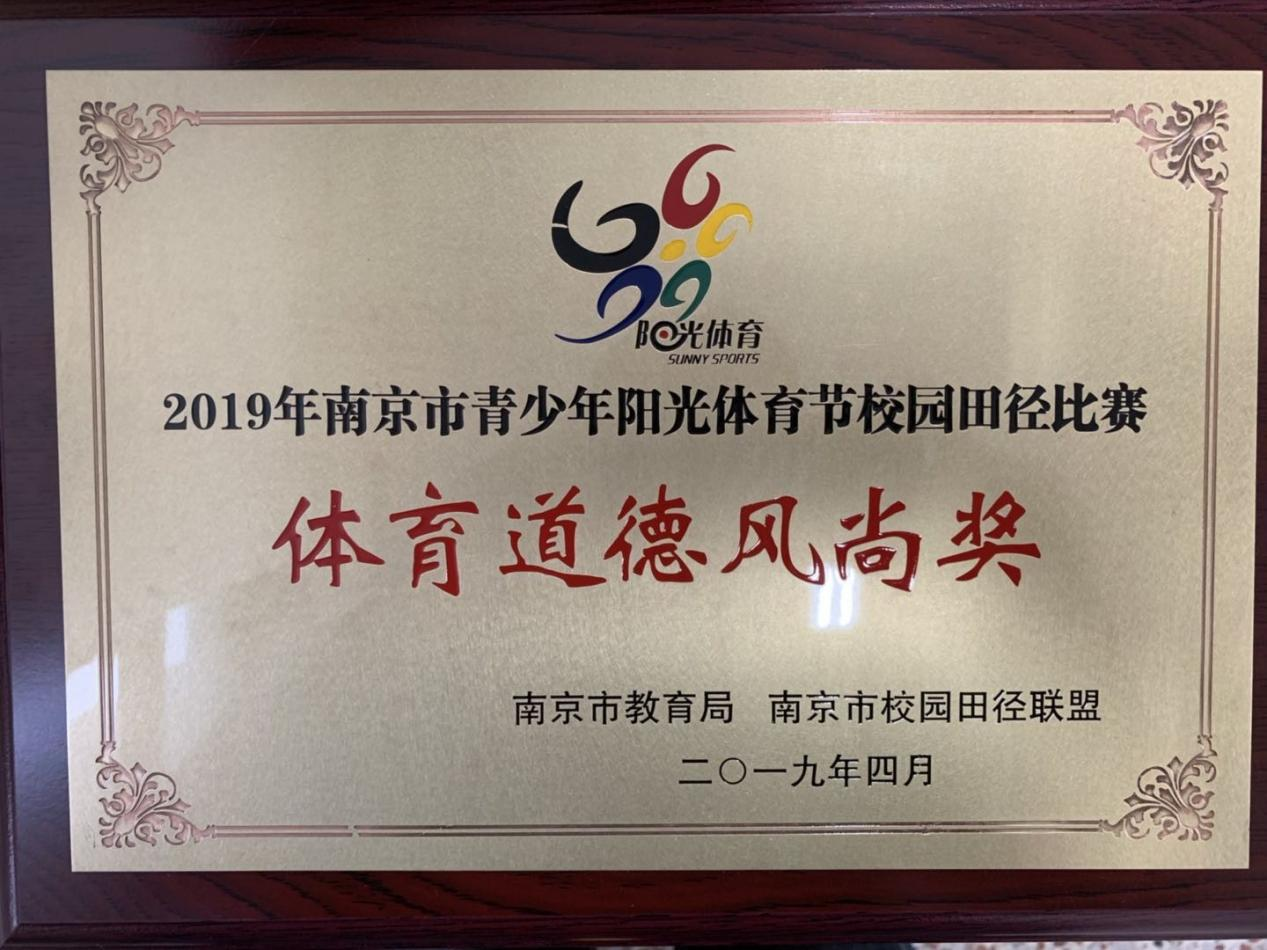 阳光体育
SUNNY SPORTS
2019年南京市青少年阳光体育节校园田径比赛
体育道德风尚奖
南京市教育局 南京市校园田径联盟
二〇一九年四月